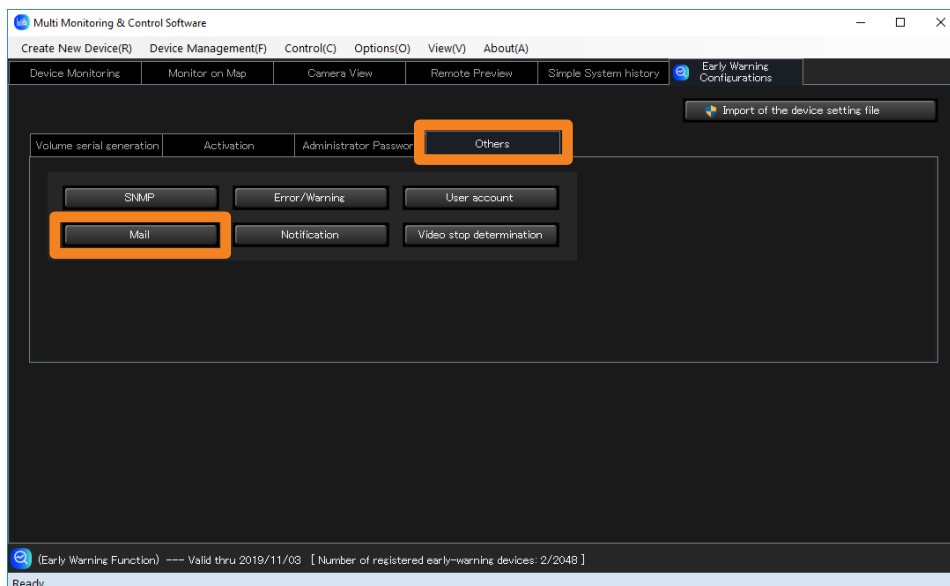 Multi Monitoring & Control Software
Create New Device(R) Device Management(F) Control(C) Options(O) View(V) About(A)
Device Monitoring Monitor on Map Camera View Remote Preview Simple System history Early Warning
Configurations
Import of the device setting file
Volume serial generation Activation Administrator Passwor Others
SNMP Error/Warning User account
Mail Notification Video stop determination
(Early Warning Function) --- Valid thru 2019/11/03 [ Number of registered early-warning devices: 2/2048 ]
Ready